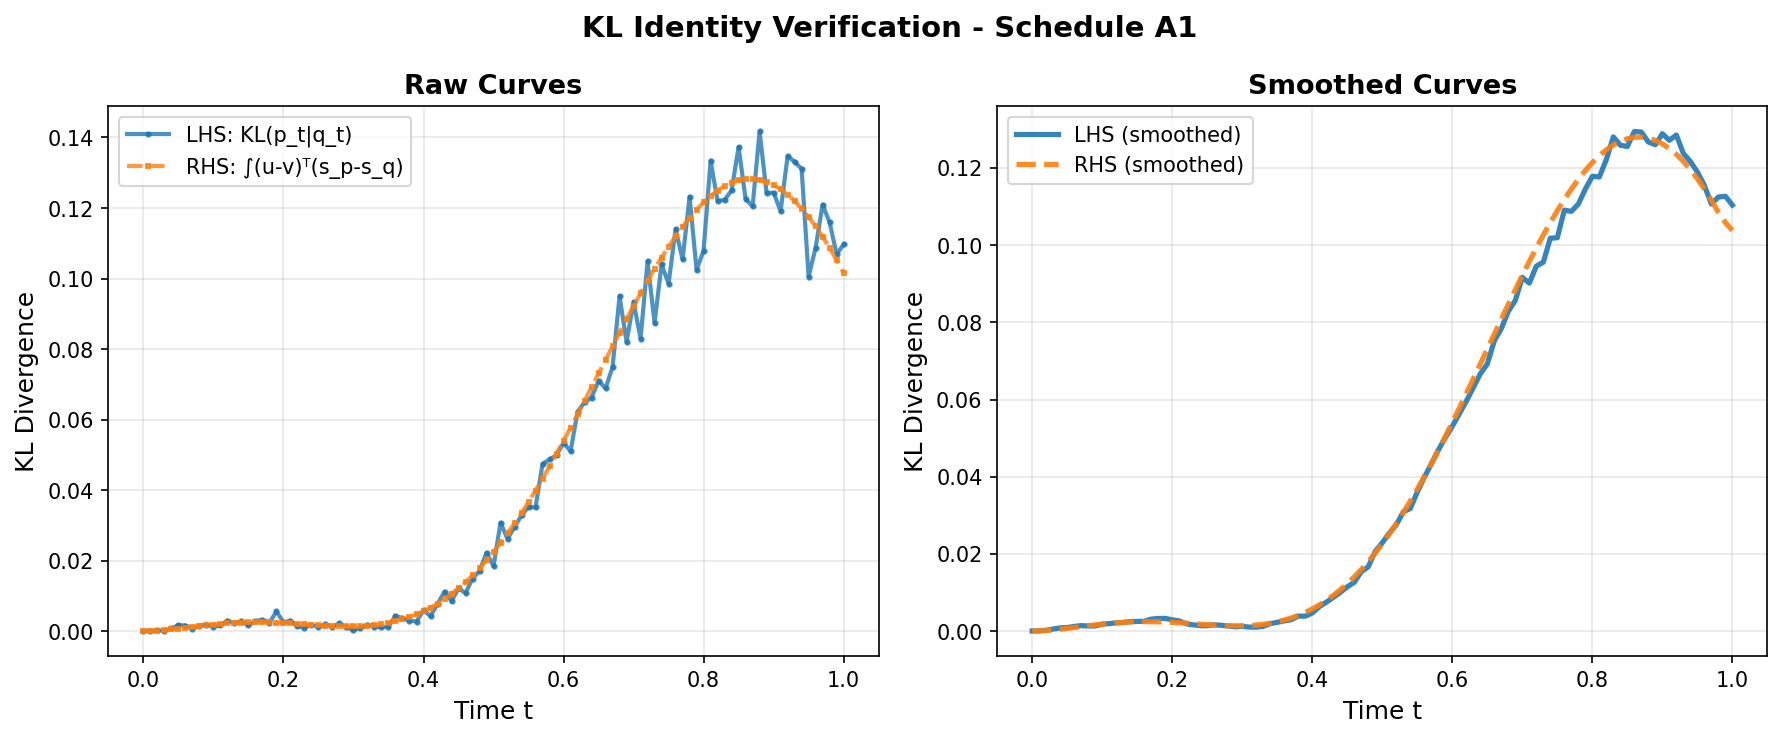 KL Identity Verification - Schedule A1
Raw Curves
LHS: KL(p_t|q_t)
RHS: ∫(u-v)ᵀ(s_p-s_q)
KL Divergence
0.14
0.12
0.10
0.08
0.06
0.04
0.02
0.00
0.0 0.2 0.4 0.6 0.8 1.0
Time t
Smoothed Curves
LHS (smoothed)
RHS (smoothed)
KL Divergence
0.12
0.10
0.08
0.06
0.04
0.02
0.00
0.0 0.2 0.4 0.6 0.8 1.0
Time t